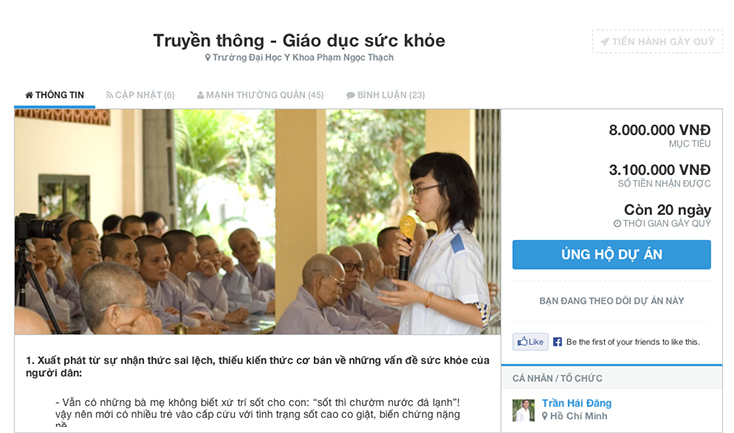 Truyền thông - Giáo dục sức khỏe
TIẾN HÀNH GÂY QUỸ
Trường Đại Học Y Khoa Phạm Ngọc Thạch
THÔNG TIN
CẬP NHẬT (6)
MẠNH THƯỜNG QUÂN (45)
BÌNH LUẬN (23)
8.000.000 VNĐ
MỤC TIÊU
3.100.000 VNĐ
SỐ TIỀN NHẬN ĐƯỢC
Còn 20 ngày
THỜI GIAN GÂY QUỸ
ỦNG HỘ DỰ ÁN
BẠN ĐANG THEO DÕI DỰ ÁN NÀY
Like
Be the first of your friends to like this.
1. Xuất phát từ sự nhận thức sai lệch, thiếu kiến thức cơ bản về những vấn đề sức khỏe của
người dân:
- Vẫn có những bà mẹ không biết xử trí sốt cho con: “sốt thì chườm nước đá lạnh”!
vậy nên mới có nhiều trẻ vào cấp cứu với tình trạng sốt cao co giật, biến chứng nặng
nề
CÁ NHÂN / TỔ CHỨC
Trần Hải Đăng
Hồ Chí Minh